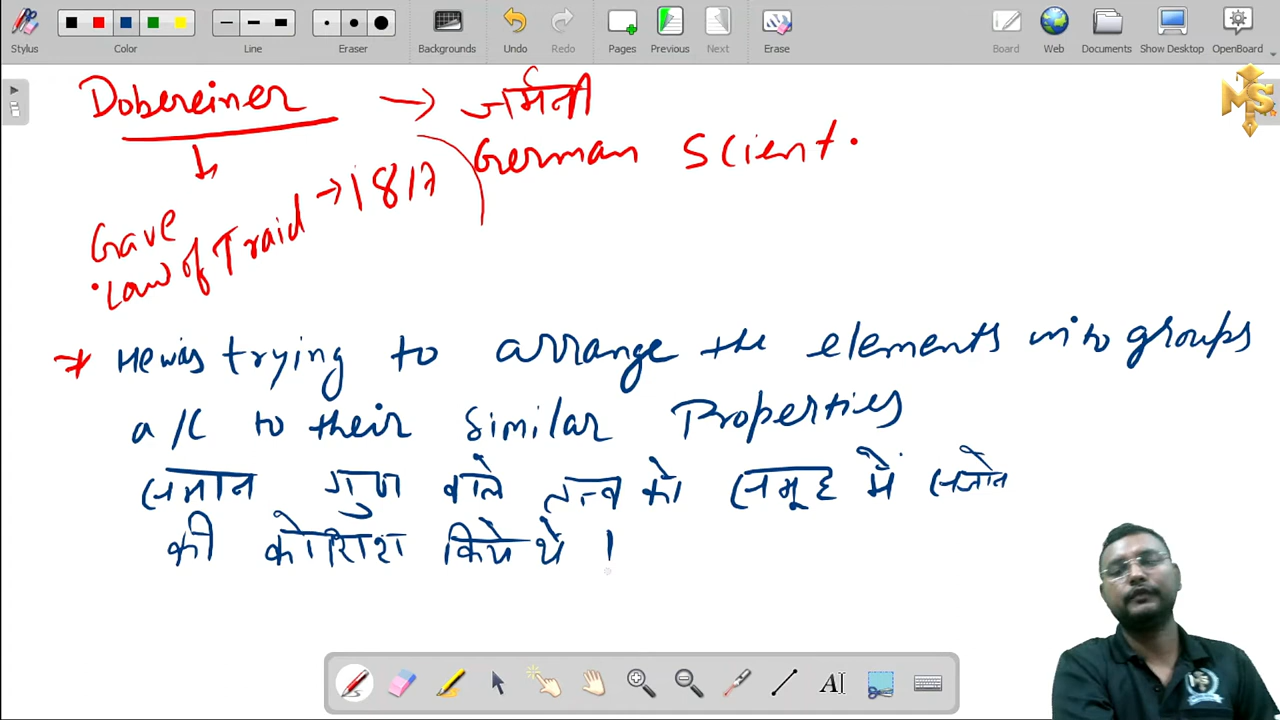 Stylus
Color
Line
Eraser
Backgrounds
Undo
Redo
Pages
Previous
Next
Erase
Board
Web
Documents
Show Desktop
OpenBoard
MS
Dobereiner → जर्मनी
German Scient.
Gave → 1817
Law of Traid
He was trying to arrange the elements into groups
a/c to their similar Properties
समान गुण वाले तत्व को समूह में सजाने
की कोशिश किये थे ।